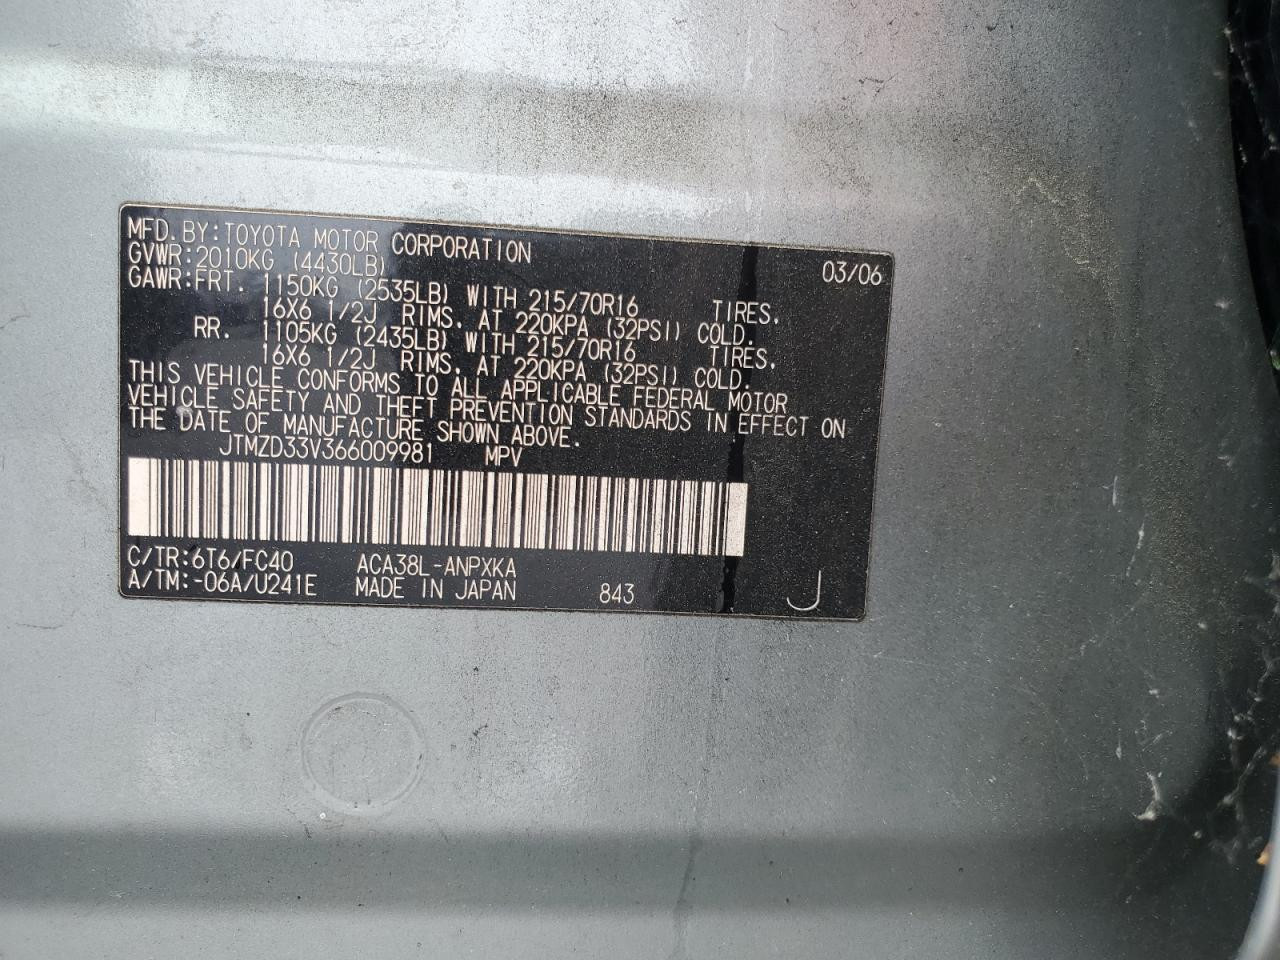 MFD. BY: TOYOTA MOTOR CORPORATION 03/06
GVWR: 2010KG (4430LB)
GAWR: FRT. 1150KG (2535LB) WITH 215/70R16 TIRES.
16X6 1/2J RIMS. AT 220KPA (32PSI) COLD.
RR. 1105KG (2435LB) WITH 215/70R16 TIRES.
16X6 1/2J RIMS. AT 220KPA (32PSI) COLD.
THIS VEHICLE CONFORMS TO ALL APPLICABLE FEDERAL MOTOR
VEHICLE SAFETY AND THEFT PREVENTION STANDARDS IN EFFECT ON
THE DATE OF MANUFACTURE SHOWN ABOVE.
JTMZD33V366009981 MPV
C/TR: 6T6/FC40 ACA38L-ANPXKA
A/TM: -06A/U241E MADE IN JAPAN 843 J